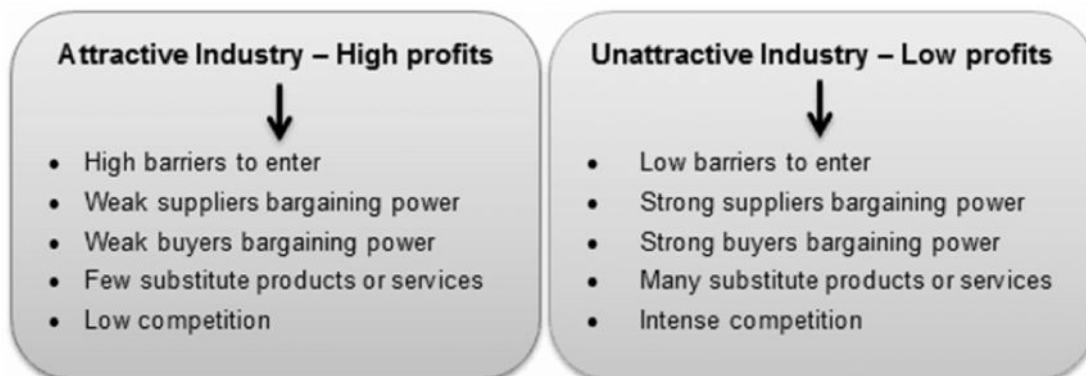 Attractive Industry – High profits
• High barriers to enter
• Weak suppliers bargaining power
• Weak buyers bargaining power
• Few substitute products or services
• Low competition
Unattractive Industry – Low profits
• Low barriers to enter
• Strong suppliers bargaining power
• Strong buyers bargaining power
• Many substitute products or services
• Intense competition